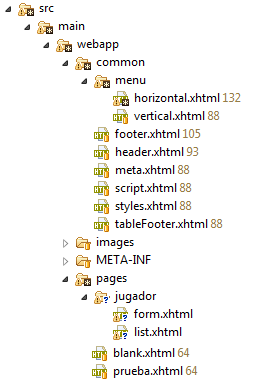 src
main
webapp
common
menu
horizontal.xhtml 132
vertical.xhtml 88
footer.xhtml 105
header.xhtml 93
meta.xhtml 88
script.xhtml 88
styles.xhtml 88
tableFooter.xhtml 88
images
META-INF
pages
jugador
form.xhtml
list.xhtml
blank.xhtml 64
prueba.xhtml 64